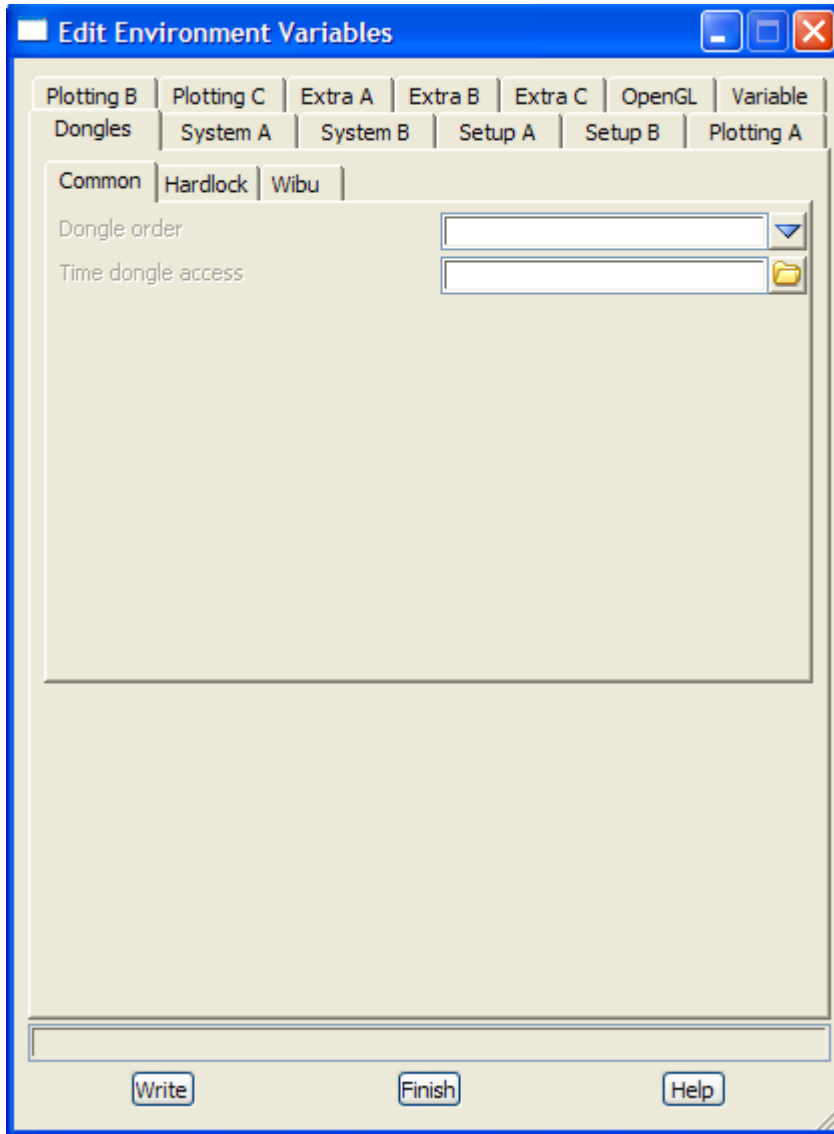 Edit Environment Variables
Plotting B Plotting C Extra A Extra B Extra C OpenGL Variable
Dongles System A System B Setup A Setup B Plotting A
Common Hardlock Wibu
Dongle order
Time dongle access
Write Finish Help